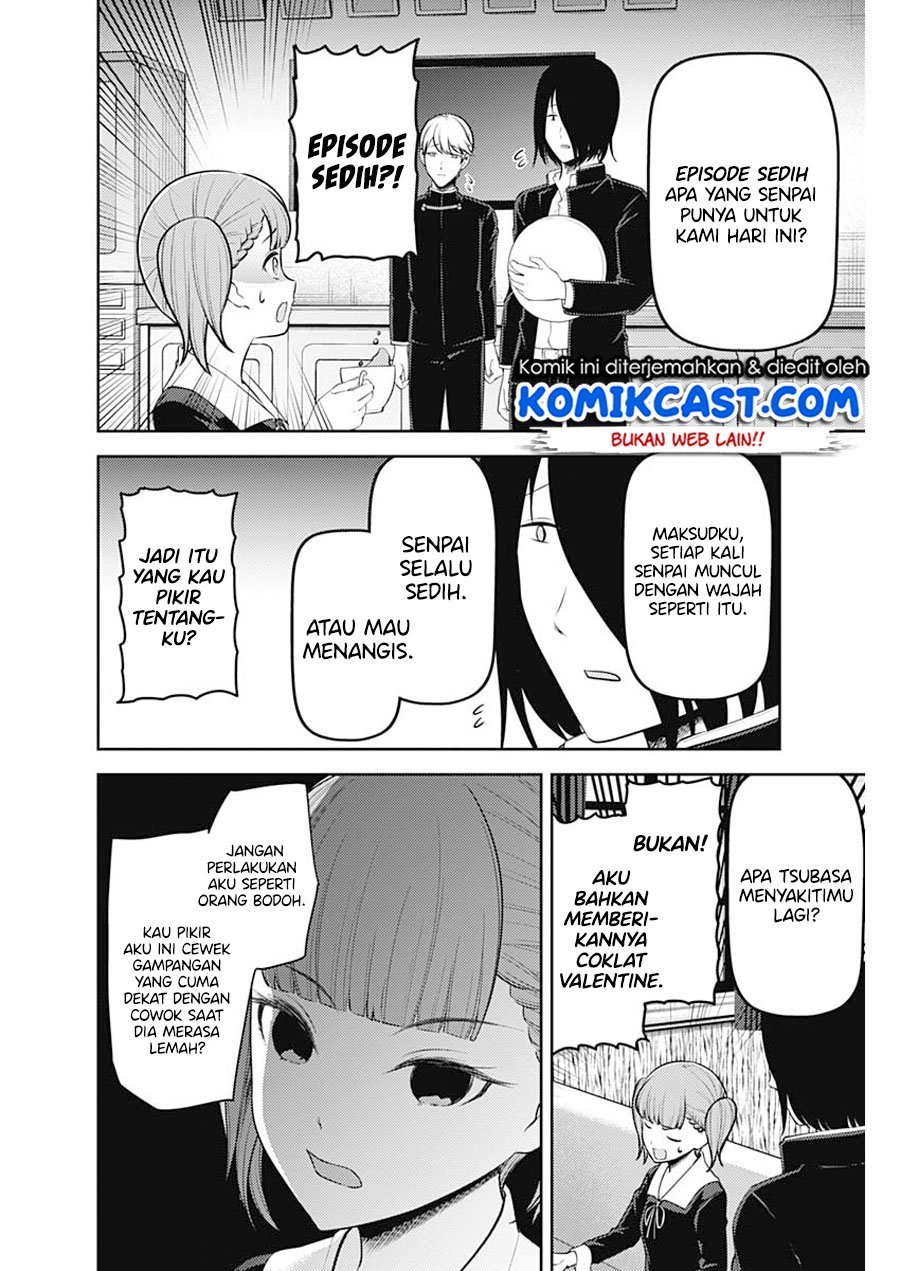 EPISODE SEDIH
APA YANG SENPAI
PUNYA UNTUK
KAMI HARI INI?
EPISODE
SEDIH?!
Komik ini diterjemahkan & diedit oleh
KOMIKCAST.COM
BUKAN WEB LAIN!!
MAKSUDKU,
SETIAP KALI
SENPAI MUNCUL
DENGAN WAJAH
SEPERTI ITU.
SENPAI
SELALU
SEDIH.
ATAU MAU
MENANGIS.
JADI ITU
YANG KAU
PIKIR
TENTANG-
KU?
APA TSUBASA
MENYAKITIMU
LAGI?
BUKAN!
AKU
BAHKAN
MEMBERI-
KANNYA
COKLAT
VALENTINE.
JANGAN
PERLAKUKAN
AKU SEPERTI
ORANG BODOH.
KAU PIKIR
AKU INI CEWEK
GAMPANGAN
YANG CUMA
DEKAT DENGAN
COWOK SAAT
DIA MERASA
LEMAH?